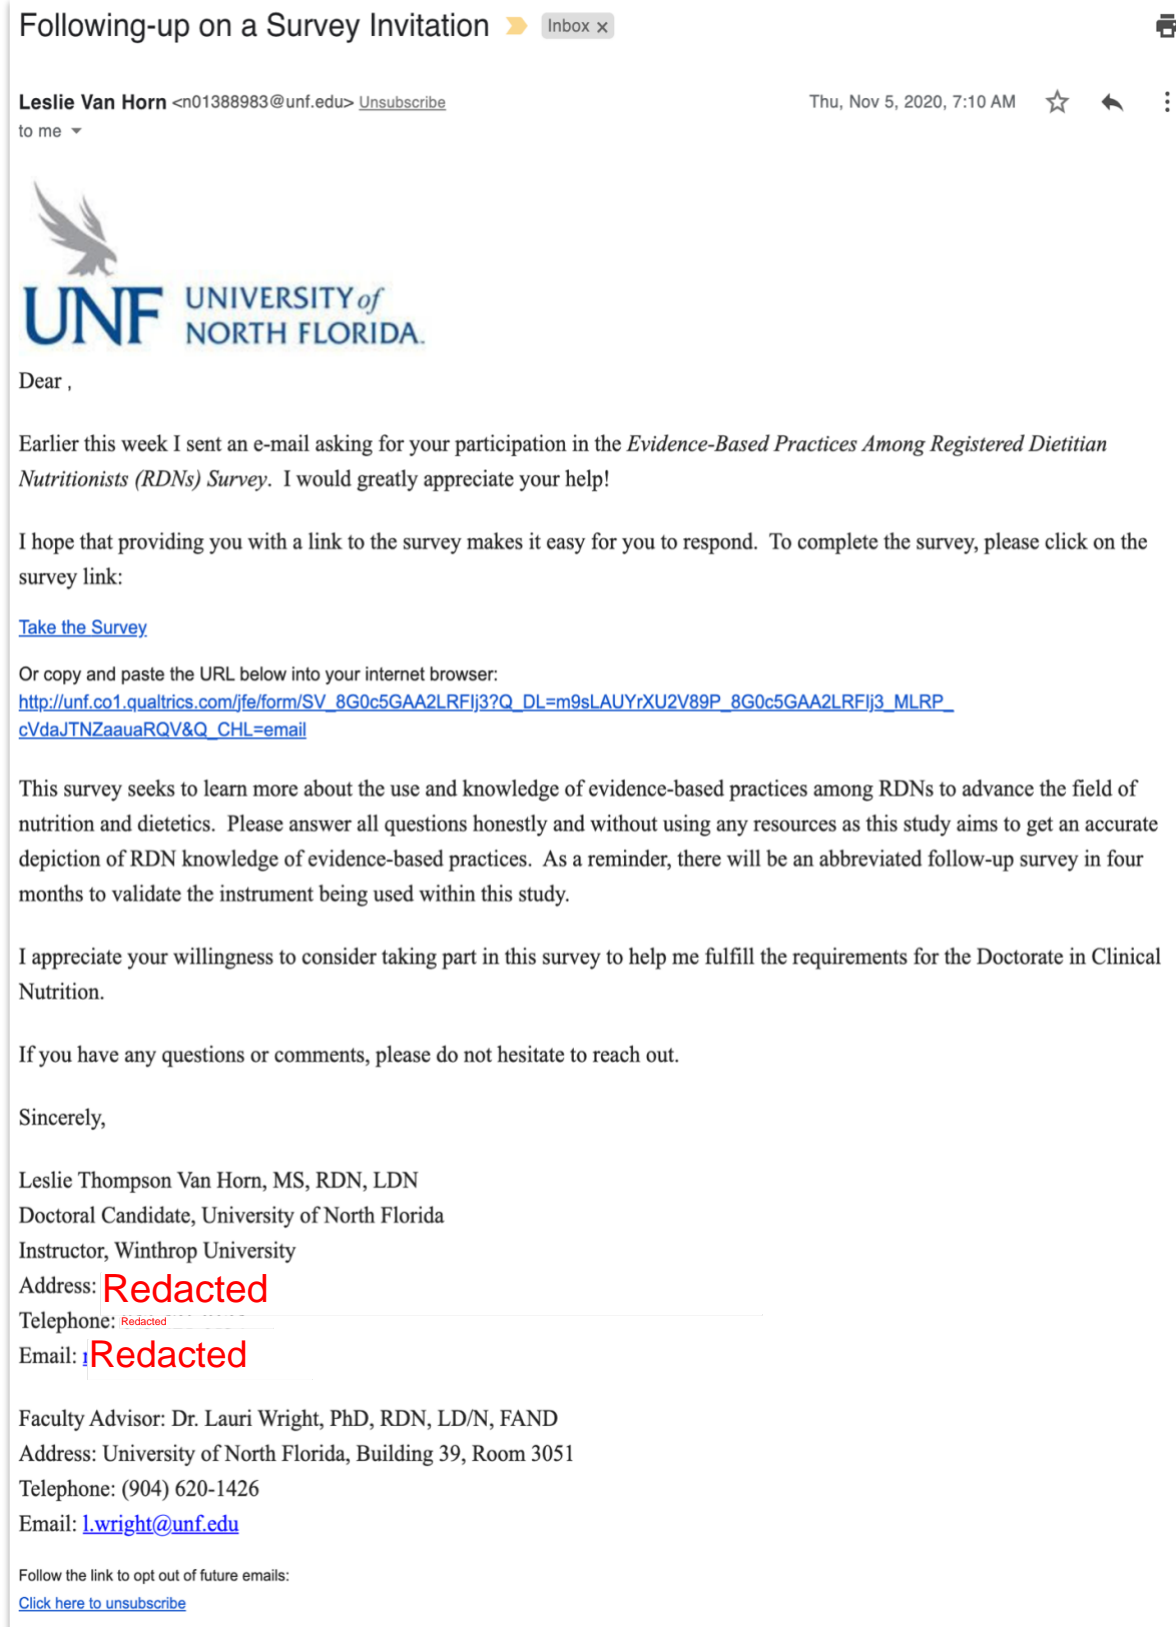 Following-up on a Survey Invitation Inbox x
Leslie Van Horn <n01388983@unf.edu> Unsubscribe Thu, Nov 5, 2020, 7:10 AM
to me
UNF UNIVERSITY of
NORTH FLORIDA.
Dear ,
Earlier this week I sent an e-mail asking for your participation in the Evidence-Based Practices Among Registered Dietitian
Nutritionists (RDNs) Survey. I would greatly appreciate your help!
I hope that providing you with a link to the survey makes it easy for you to respond. To complete the survey, please click on the
survey link:
Take the Survey
Or copy and paste the URL below into your internet browser:
http://unf.co1.qualtrics.com/jfe/form/SV_8G0c5GAA2LRFIj3?Q_DL=m9sLAUYrXU2V89P_8G0c5GAA2LRFIj3_MLRP_
cVdaJTNZaauaRQV&Q_CHL=email
This survey seeks to learn more about the use and knowledge of evidence-based practices among RDNs to advance the field of
nutrition and dietetics. Please answer all questions honestly and without using any resources as this study aims to get an accurate
depiction of RDN knowledge of evidence-based practices. As a reminder, there will be an abbreviated follow-up survey in four
months to validate the instrument being used within this study.
I appreciate your willingness to consider taking part in this survey to help me fulfill the requirements for the Doctorate in Clinical
Nutrition.
If you have any questions or comments, please do not hesitate to reach out.
Sincerely,
Leslie Thompson Van Horn, MS, RDN, LDN
Doctoral Candidate, University of North Florida
Instructor, Winthrop University
Address: Redacted
Telephone: Redacted
Email: Redacted
Faculty Advisor: Dr. Lauri Wright, PhD, RDN, LD/N, FAND
Address: University of North Florida, Building 39, Room 3051
Telephone: (904) 620-1426
Email: l.wright@unf.edu
Follow the link to opt out of future emails:
Click here to unsubscribe